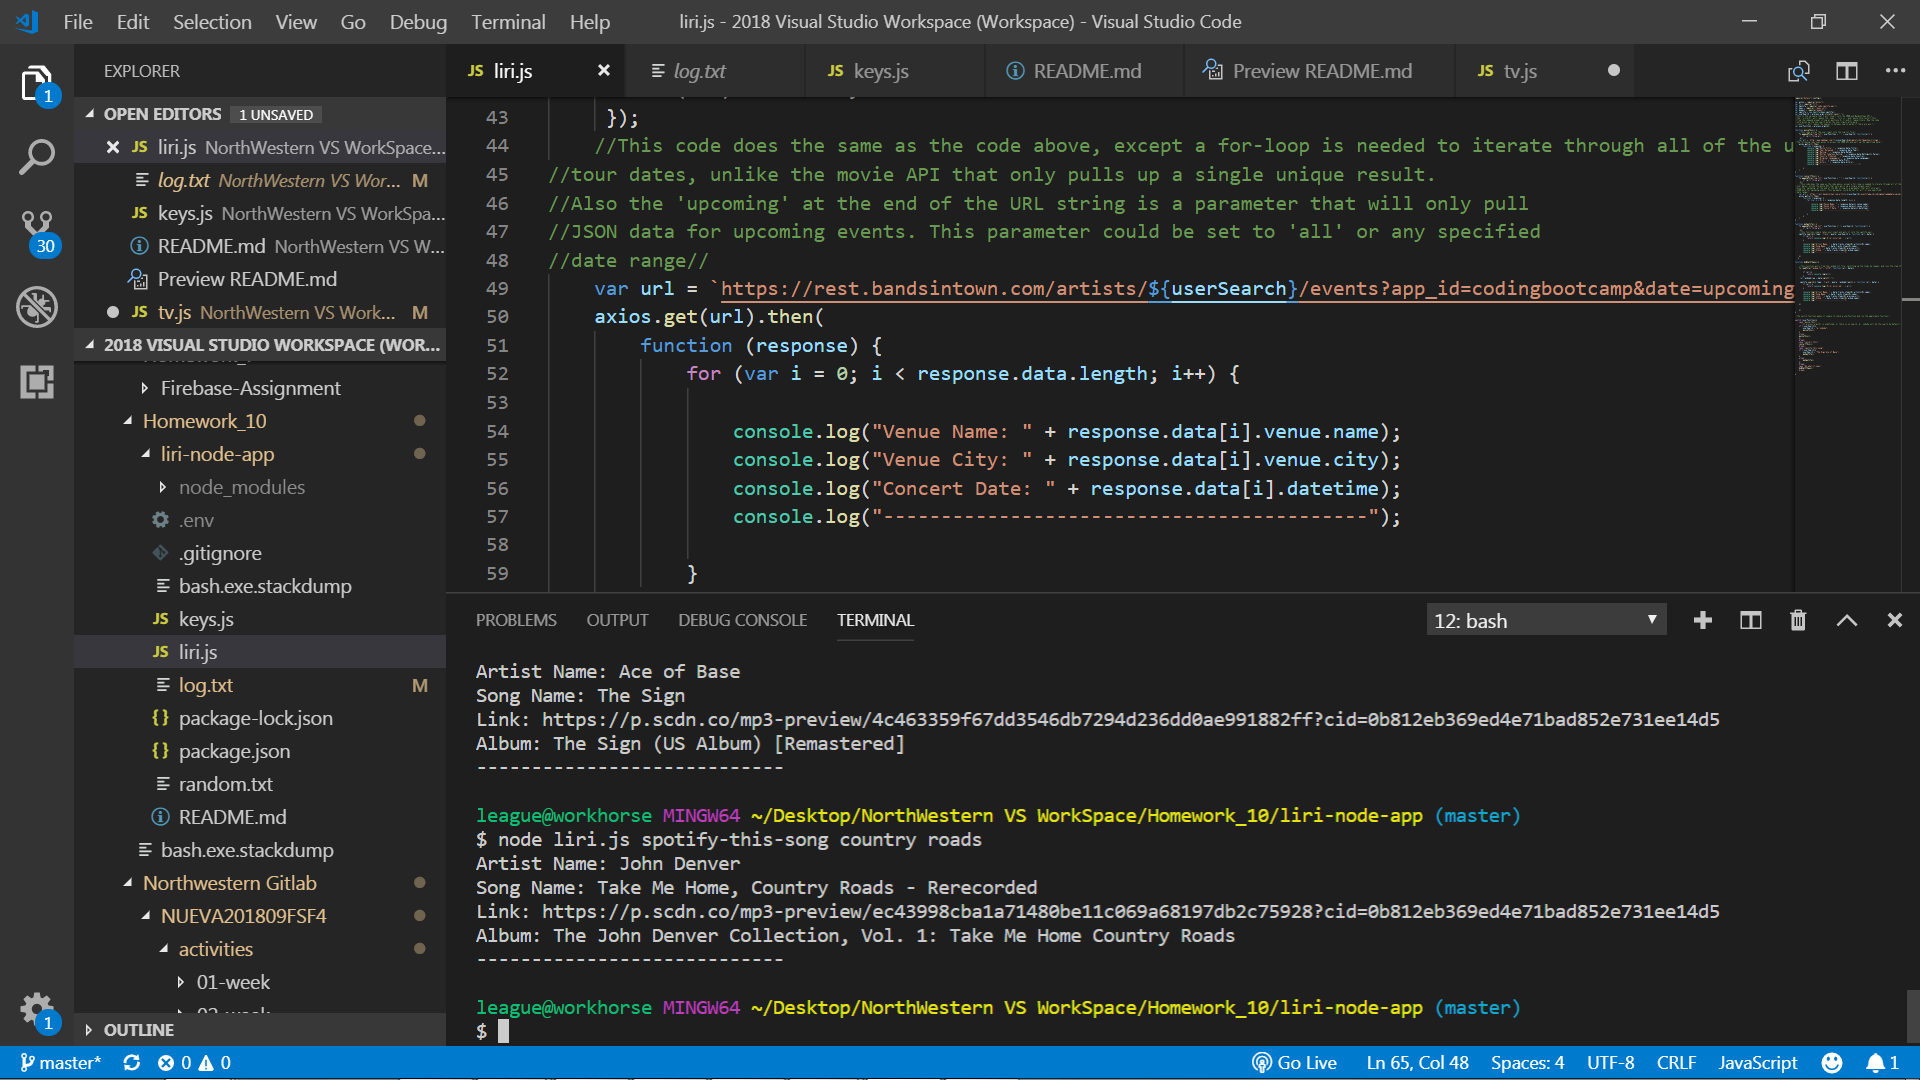 File Edit Selection View Go Debug Terminal Help
liri.js - 2018 Visual Studio Workspace (Workspace) - Visual Studio Code
EXPLORER
OPEN EDITORS 1 UNSAVED
JS liri.js NorthWestern VS WorkSpace...
log.txt NorthWestern VS Wor... M
JS keys.js NorthWestern VS WorkSpa...
README.md NorthWestern VS W...
Preview README.md
JS tv.js NorthWestern VS Work... M
2018 VISUAL STUDIO WORKSPACE (WOR...
Firebase-Assignment
Homework_10
liri-node-app
node_modules
.env
.gitignore
bash.exe.stackdump
JS keys.js
JS liri.js
log.txt M
{} package-lock.json
{} package.json
random.txt
README.md
bash.exe.stackdump
Northwestern Gitlab
NUEVA201809FSF4
activities
01-week
OUTLINE
1
30
1
JS liri.js
log.txt
JS keys.js
README.md
Preview README.md
JS tv.js
43 });
44 //This code does the same as the code above, except a for-loop is needed to iterate through all of the u
45 //tour dates, unlike the movie API that only pulls up a single unique result.
46 //Also the 'upcoming' at the end of the URL string is a parameter that will only pull
47 //JSON data for upcoming events. This parameter could be set to 'all' or any specified
48 //date range//
49 var url = `https://rest.bandsintown.com/artists/${userSearch}/events?app_id=codingbootcamp&date=upcoming
50 axios.get(url).then(
51 function (response) {
52 for (var i = 0; i < response.data.length; i++) {
53
54 console.log("Venue Name: " + response.data[i].venue.name);
55 console.log("Venue City: " + response.data[i].venue.city);
56 console.log("Concert Date: " + response.data[i].datetime);
57 console.log("------------------------------------------");
58
59 }
PROBLEMS OUTPUT DEBUG CONSOLE TERMINAL
12: bash
Artist Name: Ace of Base
Song Name: The Sign
Link: https://p.scdn.co/mp3-preview/4c463359f67dd3546db7294d236dd0ae991882ff?cid=0b812eb369ed4e71bad852e731ee14d5
Album: The Sign (US Album) [Remastered]
----------------------------
league@workhorse MINGW64 ~/Desktop/NorthWestern VS WorkSpace/Homework_10/liri-node-app (master)
$ node liri.js spotify-this-song country roads
Artist Name: John Denver
Song Name: Take Me Home, Country Roads - Rerecorded
Link: https://p.scdn.co/mp3-preview/ec43998cba1a71480be11c069a68197db2c75928?cid=0b812eb369ed4e71bad852e731ee14d5
Album: The John Denver Collection, Vol. 1: Take Me Home Country Roads
----------------------------
league@workhorse MINGW64 ~/Desktop/NorthWestern VS WorkSpace/Homework_10/liri-node-app (master)
$
master* 0 0
Go Live Ln 65, Col 48 Spaces: 4 UTF-8 CRLF JavaScript 1